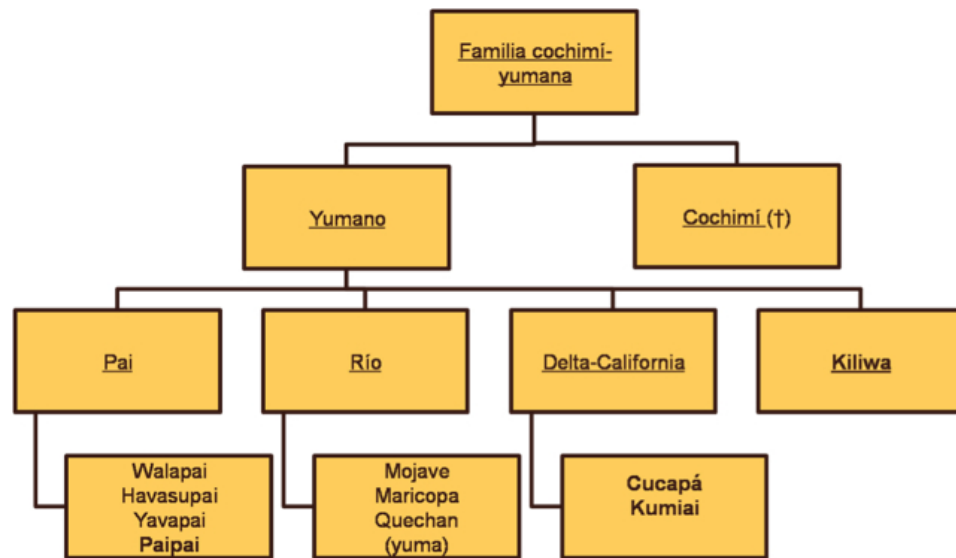 Familia cochimí-
yumana
Yumano
Cochimí (†)
Pai
Río
Delta-California
Kiliwa
Walapai
Havasupai
Yavapai
Paipai
Mojave
Maricopa
Quechan
(yuma)
Cucapá
Kumiai